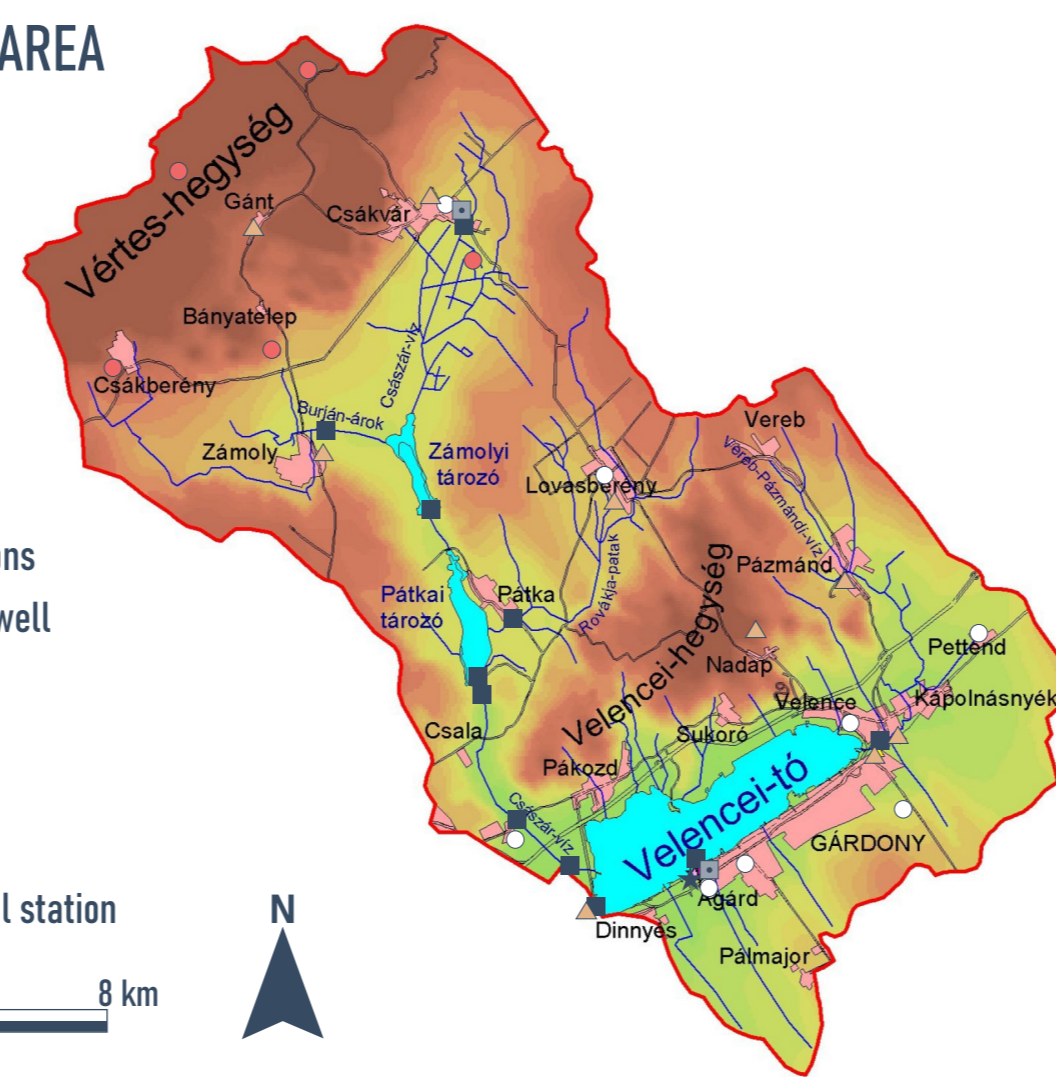 AREA
Vértes-hegység
Gánt
Csákvár
Bányatelep
Császár-víz
Csákberény
Burján-árok
Zámoly
Zámolyi
tározó
Lovasberény
Vereb
Vereb-Pázmándi-víz
Pázmánd
Pátkai
tározó
Pátka
Rovákja-patak
Velencei-hegység
Nadap
Pettend
Kápolnásnyék
Velence
Sukoró
Csala
Pákozd
Császár-víz
Velencei-tó
GÁRDONY
Agárd
Dinnyés
Pálmajor
ns
well
l station
8 km
N